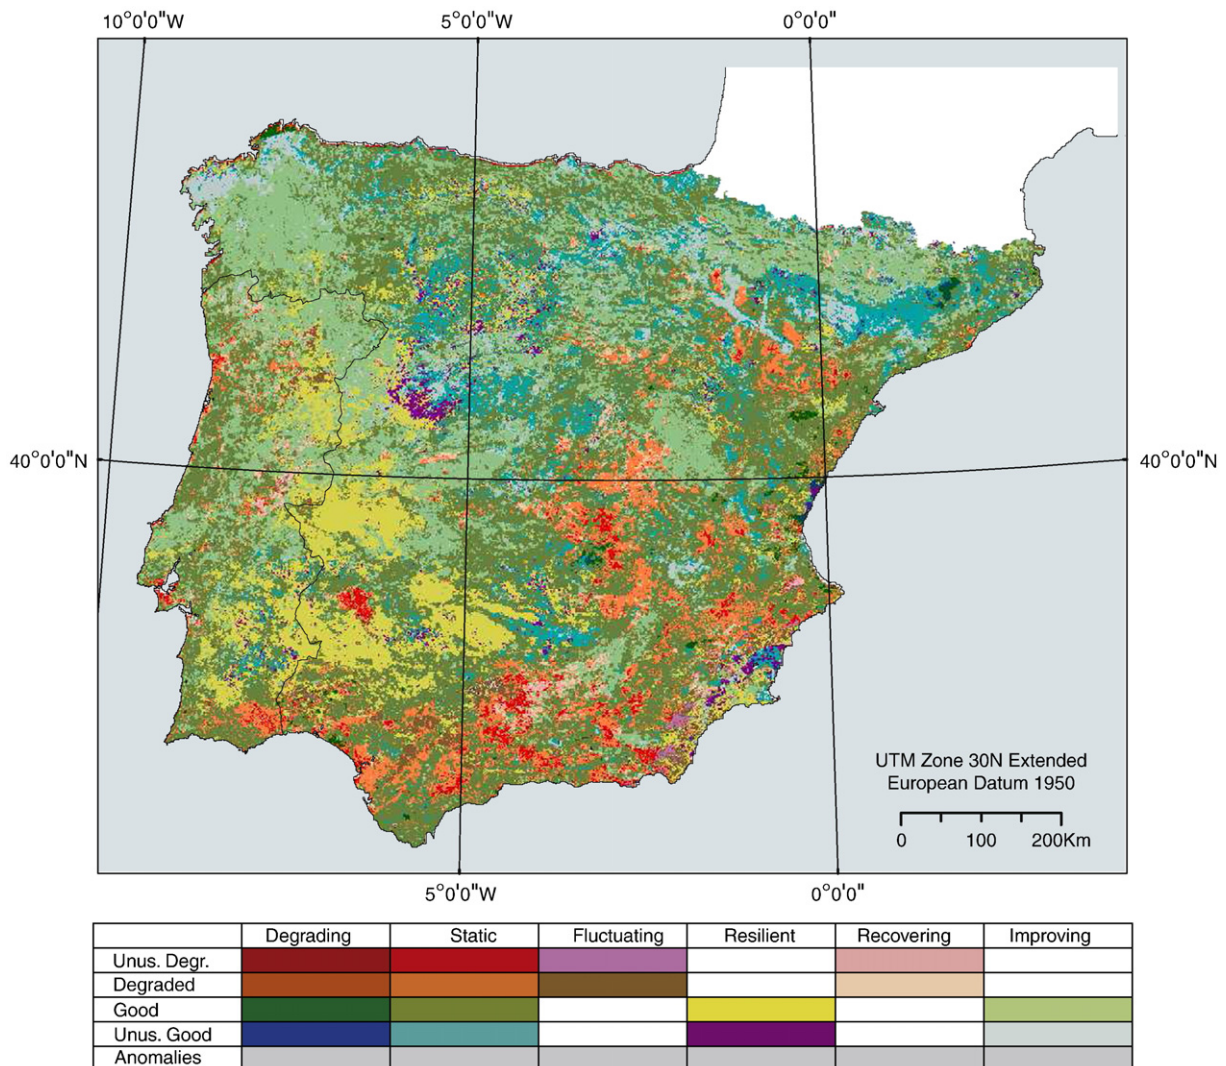 10°0'0"W 5°0'0"W 0°0'0"
40°0'0"N 40°0'0"N
UTM Zone 30N Extended
European Datum 1950
0 100 200Km
5°0'0"W 0°0'0"
Degrading Static Fluctuating Resilient Recovering Improving
Unus. Degr.
Degraded
Good
Unus. Good
Anomalies